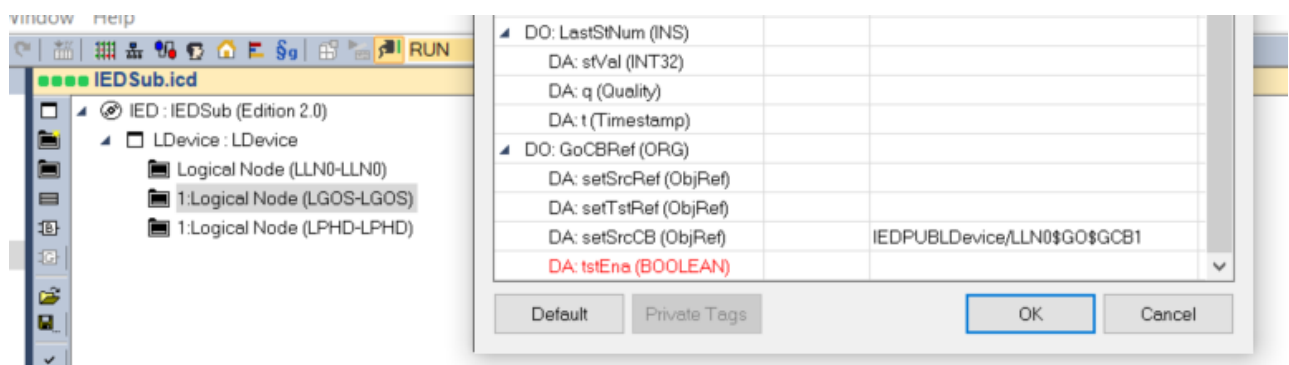 Window Help
RUN
IEDSub.icd
IED : IEDSub (Edition 2.0)
LDevice : LDevice
Logical Node (LLN0-LLN0)
1:Logical Node (LGOS-LGOS)
1:Logical Node (LPHD-LPHD)
DO: LastStNum (INS)
DA: stVal (INT32)
DA: q (Quality)
DA: t (Timestamp)
DO: GoCBRef (ORG)
DA: setSrcRef (ObjRef)
DA: setTstRef (ObjRef)
DA: setSrcCB (ObjRef) IEDPUBLDevice/LLN0$GO$GCB1
DA: tstEna (BOOLEAN)
Default Private Tags OK Cancel